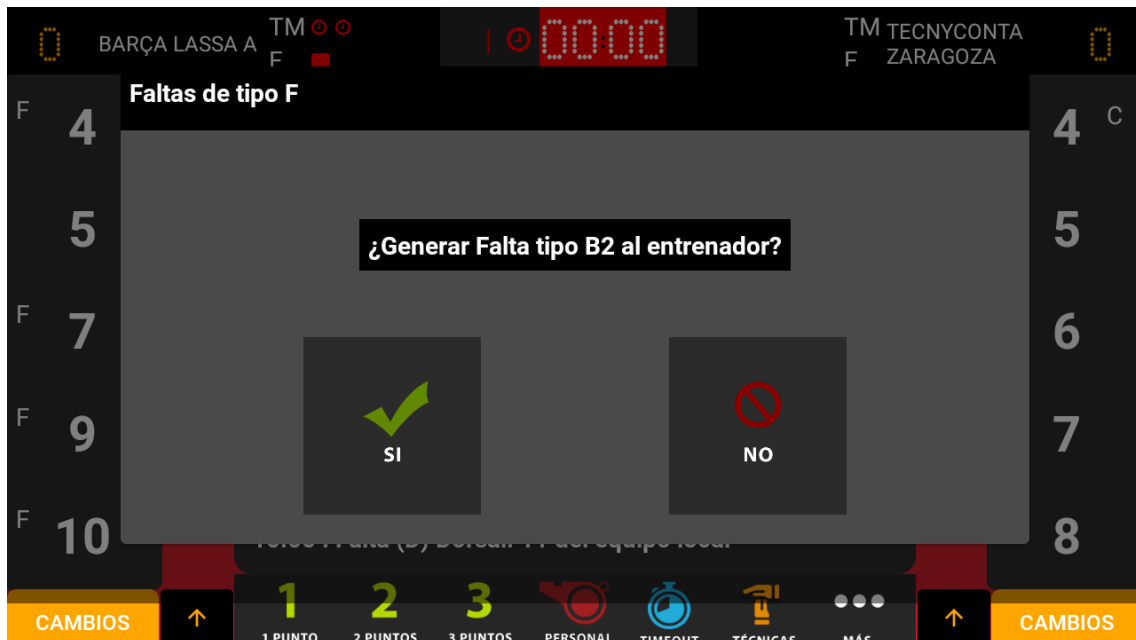 0
BARÇA LASSA A
TM
F
1
00:00
TM
F
TECNYCONTA
ZARAGOZA
0
Faltas de tipo F
F
4
5
F
7
F
9
F
10
¿Generar Falta tipo B2 al entrenador?
SI
NO
4
C
5
6
7
8
CAMBIOS
1
1 PUNTO
2
2 PUNTOS
3
3 PUNTOS
PERSONAL
TIMEOUT
TÉCNICAS
MÁS
CAMBIOS